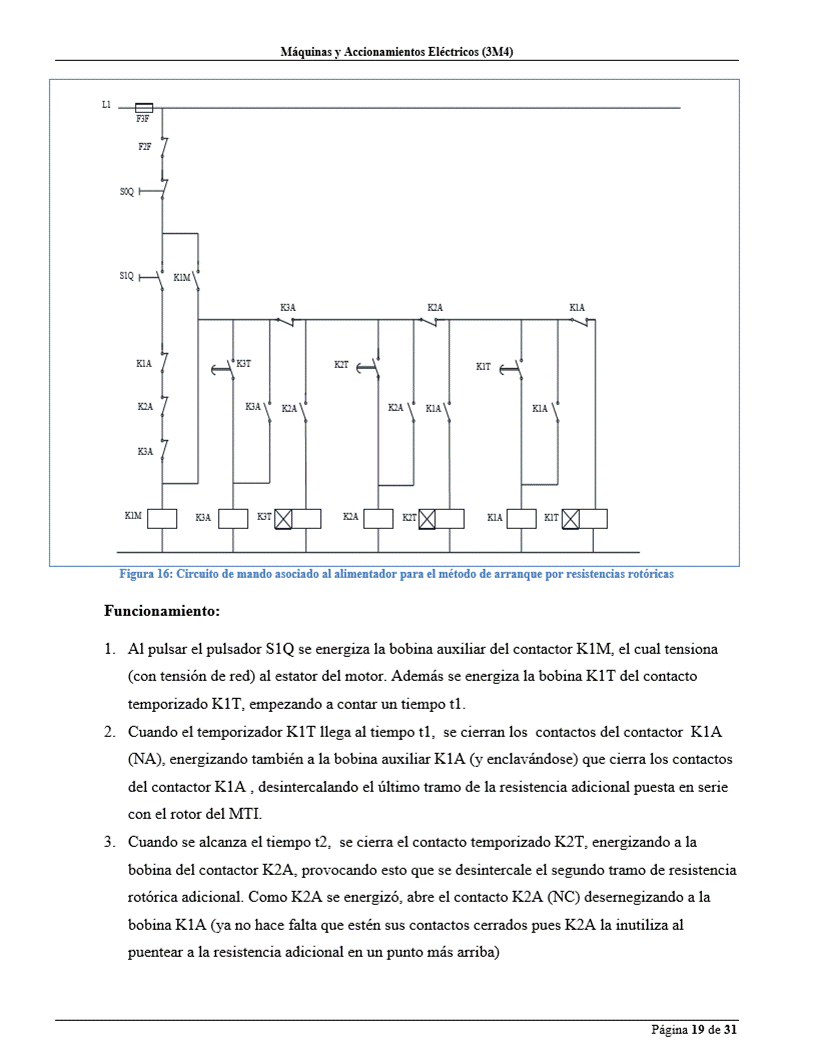 Máquinas y Accionamientos Eléctricos (3M4)
L1
F3F
F2F
S0Q
S1Q
K1M
K3A
K2A
K1A
K1A
K3T
K2T
K1T
K2A
K3A
K2A
K2A
K1A
K1A
K3A
K1M
K3A
K3T
K2A
K2T
K1A
K1T
Figura 16: Circuito de mando asociado al alimentador para el método de arranque por resistencias rotóricas
Funcionamiento:
1. Al pulsar el pulsador S1Q se energiza la bobina auxiliar del contactor K1M, el cual tensiona
(con tensión de red) al estator del motor. Además se energiza la bobina K1T del contacto
temporizado K1T, empezando a contar un tiempo t1.
2. Cuando el temporizador K1T llega al tiempo t1, se cierran los contactos del contactor K1A
(NA), energizando también a la bobina auxiliar K1A (y enclavándose) que cierra los contactos
del contactor K1A , desintercalando el último tramo de la resistencia adicional puesta en serie
con el rotor del MTI.
3. Cuando se alcanza el tiempo t2, se cierra el contacto temporizado K2T, energizando a la
bobina del contactor K2A, provocando esto que se desintercale el segundo tramo de resistencia
rotórica adicional. Como K2A se energizó, abre el contacto K2A (NC) desernegizando a la
bobina K1A (ya no hace falta que estén sus contactos cerrados pues K2A la inutiliza al
puentear a la resistencia adicional en un punto más arriba)
Página 19 de 31